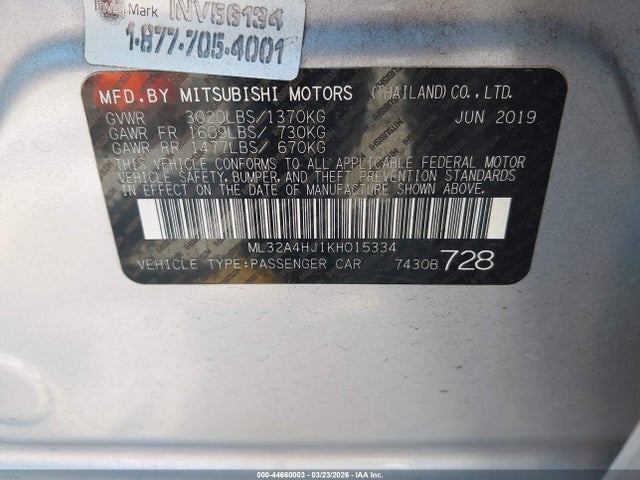 Mark INV56134
1-877-705-4001
MFD.BY MITSUBISHI MOTORS (THAILAND)CO.,LTD.
GVWR 3020LBS/1370KG JUN 2019
GAWR FR 1609LBS/ 730KG
GAWR RR 1477LBS/ 670KG
THIS VEHICLE CONFORMS TO ALL APPLICABLE FEDERAL MOTOR
VEHICLE SAFETY, BUMPER, AND THEFT PREVENTION STANDARDS
IN EFFECT ON THE DATE OF MANUFACTURE SHOWN ABOVE.
ML32A4HJ1KH015334
VEHICLE TYPE:PASSENGER CAR 7430B 728
000-44660003 - 03/23/2026 - IAAI.COM